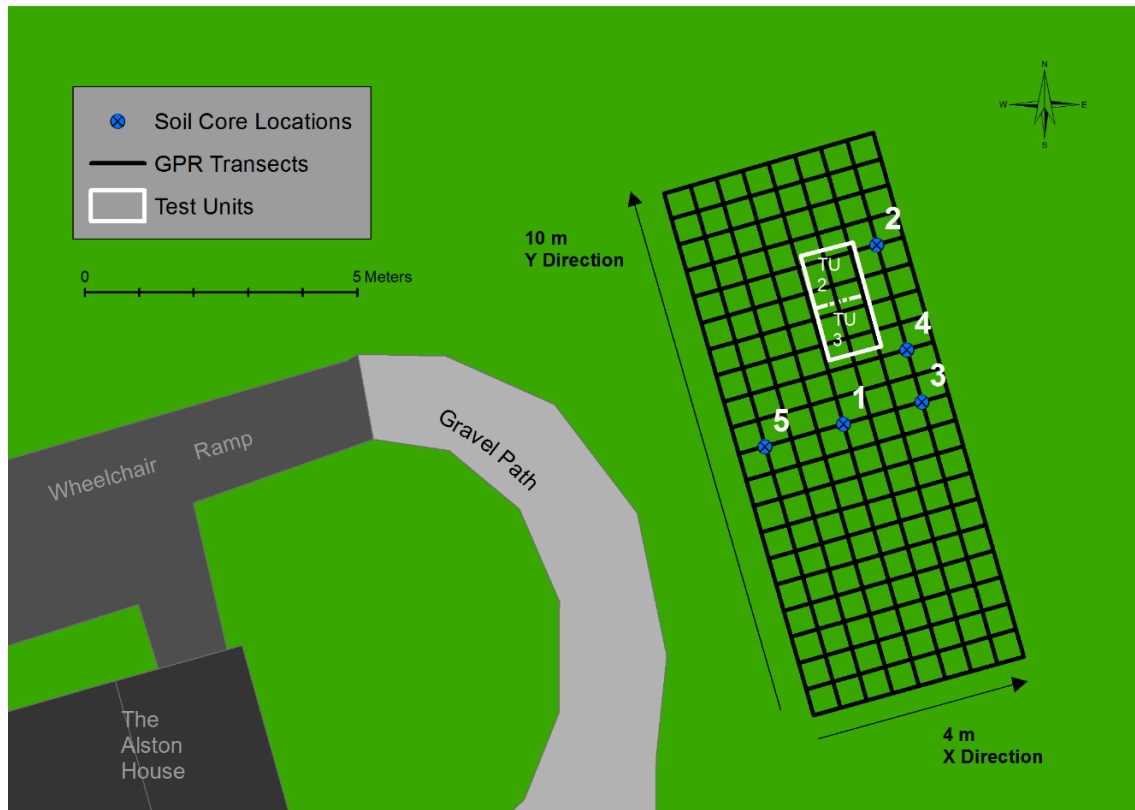 Soil Core Locations
GPR Transects
Test Units
0
5 Meters
N
W
E
S
10 m
Y Direction
2
TU
2
TU
3
4
3
1
5
Wheelchair Ramp
Gravel Path
The
Alston
House
4 m
X Direction